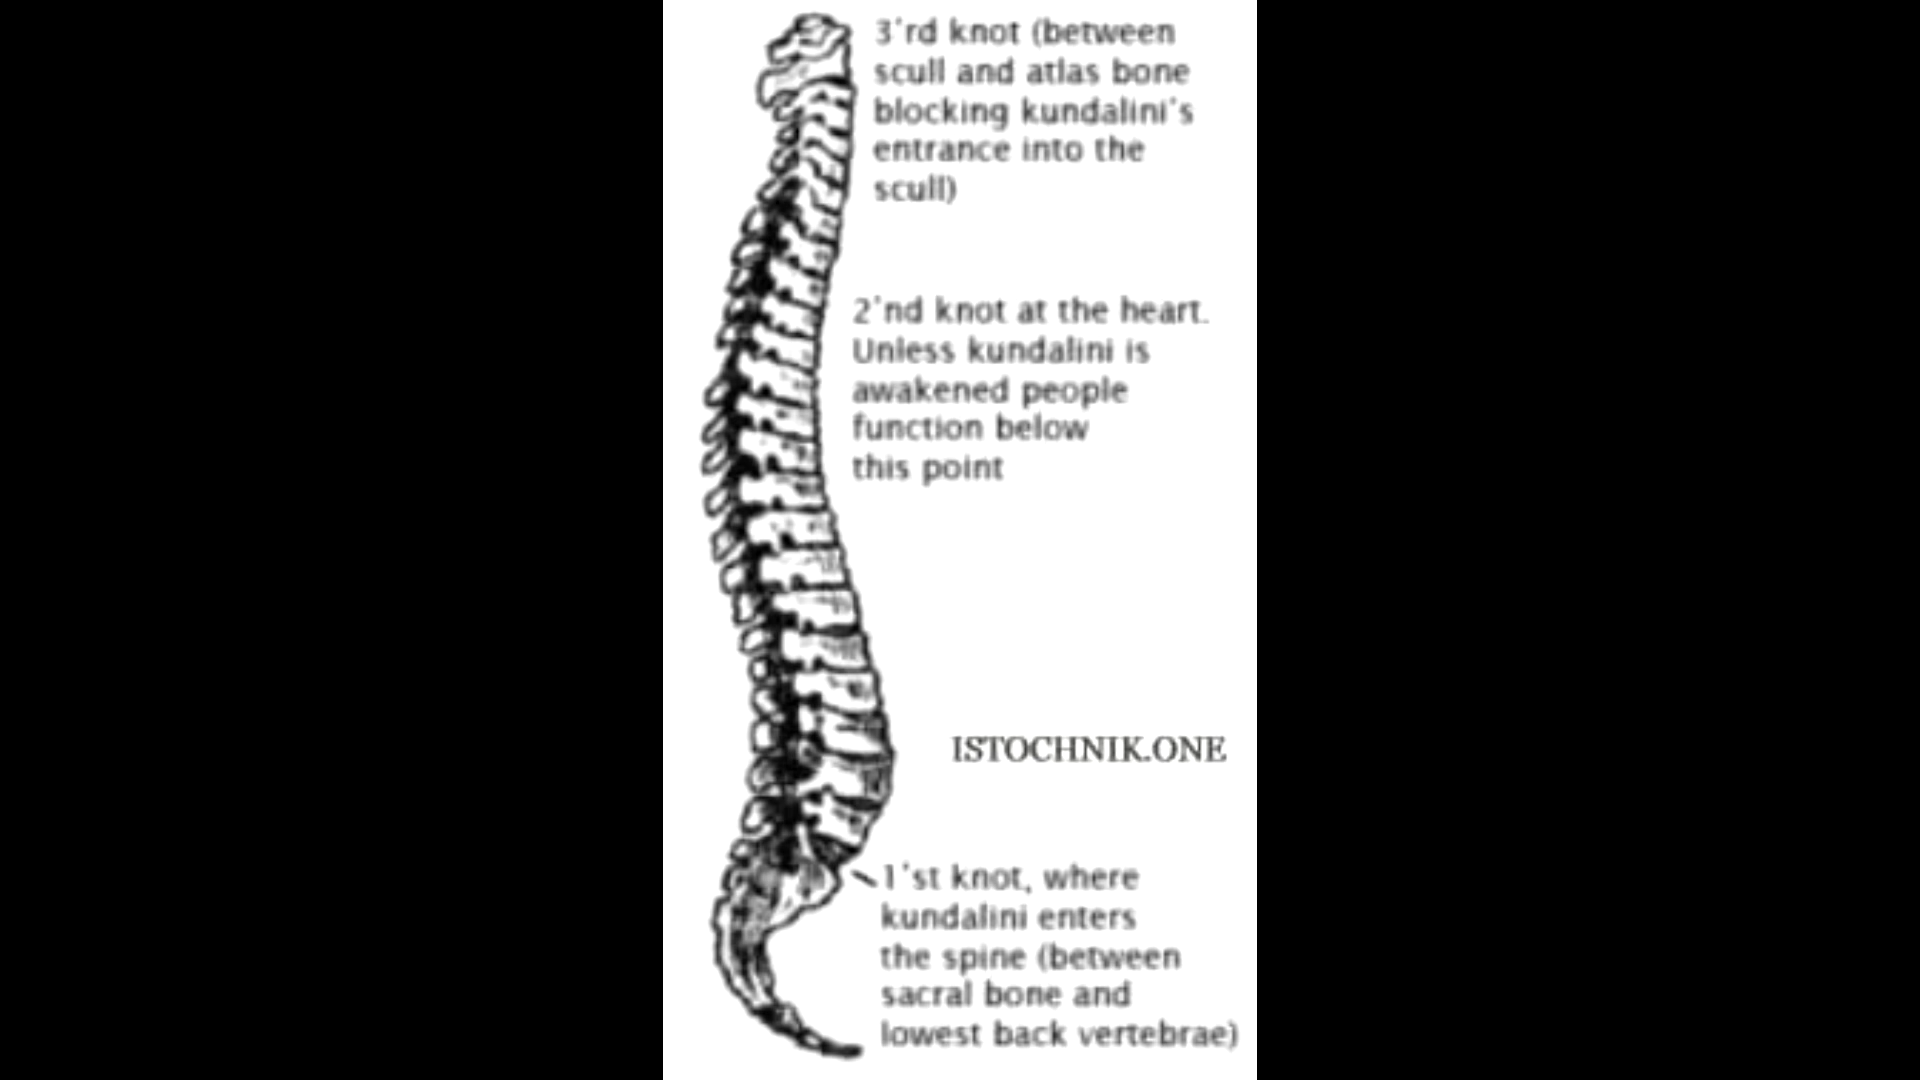 3'rd knot (between
scull and atlas bone
blocking kundalini's
entrance into the
scull)
2'nd knot at the heart.
Unless kundalini is
awakened people
function below
this point
ISTOCHNIK.ONE
1'st knot, where
kundalini enters
the spine (between
sacral bone and
lowest back vertebrae)